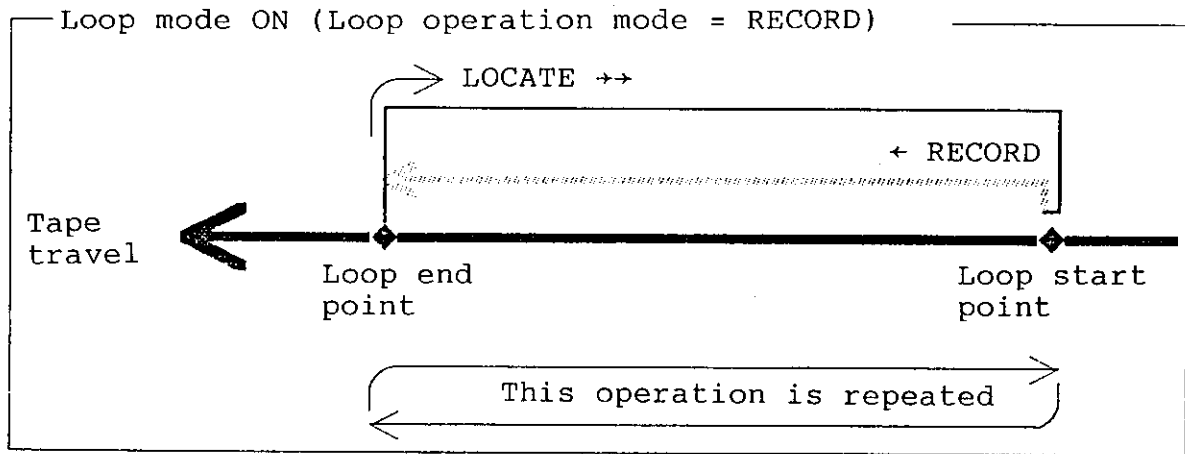 Loop mode ON (Loop operation mode = RECORD)
LOCATE →→
← RECORD
Tape
travel
Loop end
point
Loop start
point
This operation is repeated